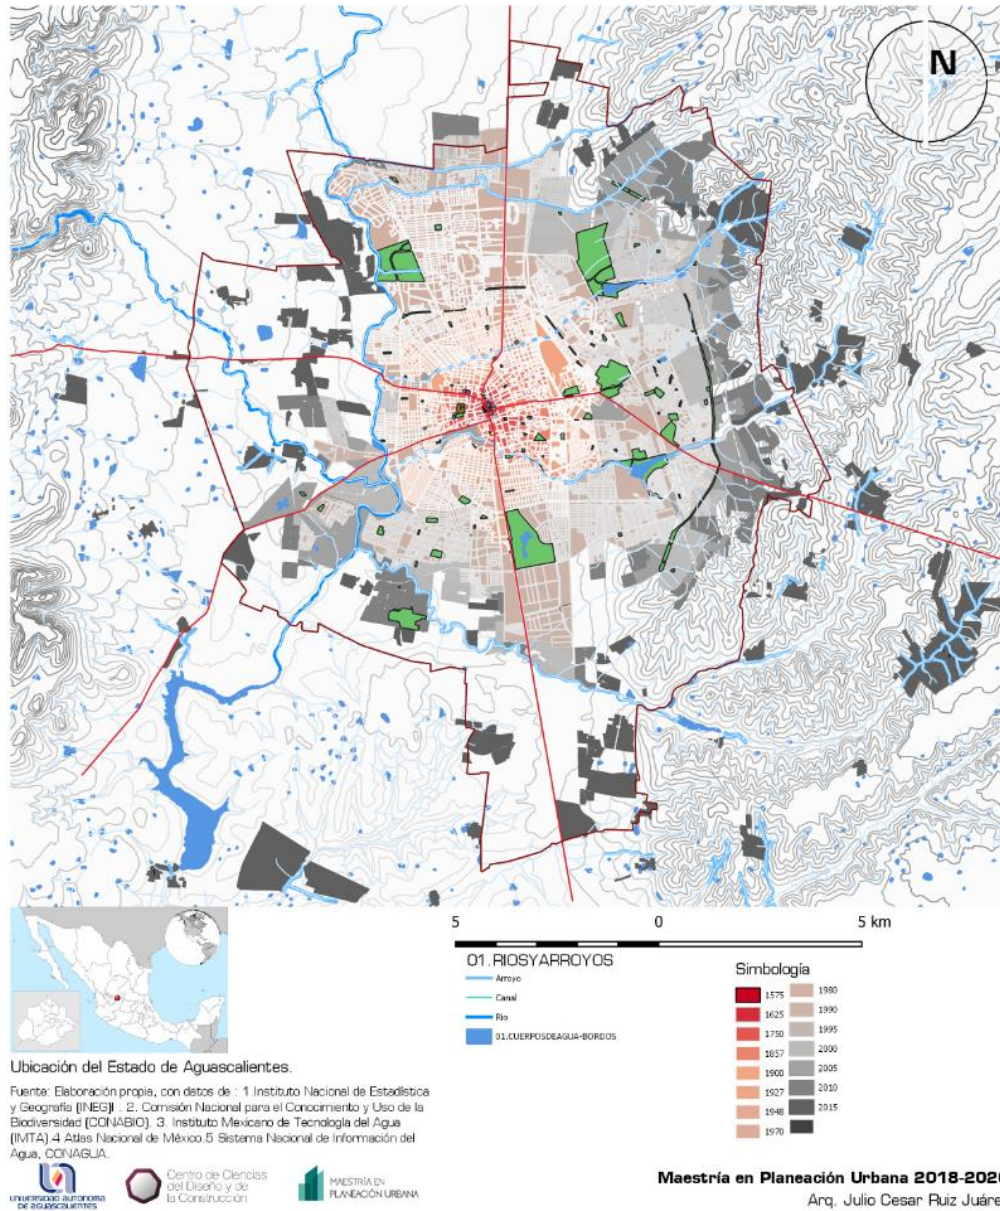 N
5 0 5 km
01.RIOSYARROYOS
Arroyo
Canal
Rio
01.CUERPOSDEAGUA-BORDOS
Simbología
1575
1625
1750
1857
1900
1927
1948
1970
1980
1990
1995
2000
2005
2010
2015
Ubicación del Estado de Aguascalientes.
Fuente: Elaboración propia, con datos de : 1.Instituto Nacional de Estadística
y Geografía (INEGI) . 2. Comisión Nacional para el Conocimiento y Uso de la
Biodiversidad (CONABIO). 3. Instituto Mexicano de Tecnología del Agua
(IMTA).4 Atlas Nacional de México.5 Sistema Nacional de Información del
Agua, CONAGUA.
UNIVERSIDAD AUTONOMA
DE AGUASCALIENTES
Centro de Ciencias
del Diseño y de
la Construcción
MAESTRÍA EN
PLANEACIÓN URBANA
Maestría en Planeación Urbana 2018-2020
Arq. Julio Cesar Ruiz Juáre